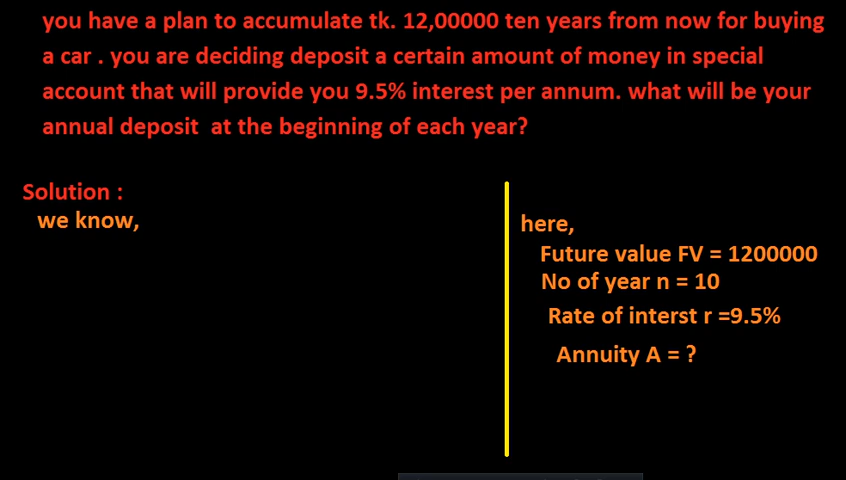 you have a plan to accumulate tk. 12,00000 ten years from now for buying
a car . you are deciding deposit a certain amount of money in special
account that will provide you 9.5% interest per annum. what will be your
annual deposit at the beginning of each year?
Solution :
we know,
here,
Future value FV = 1200000
No of year n = 10
Rate of interst r =9.5%
Annuity A = ?